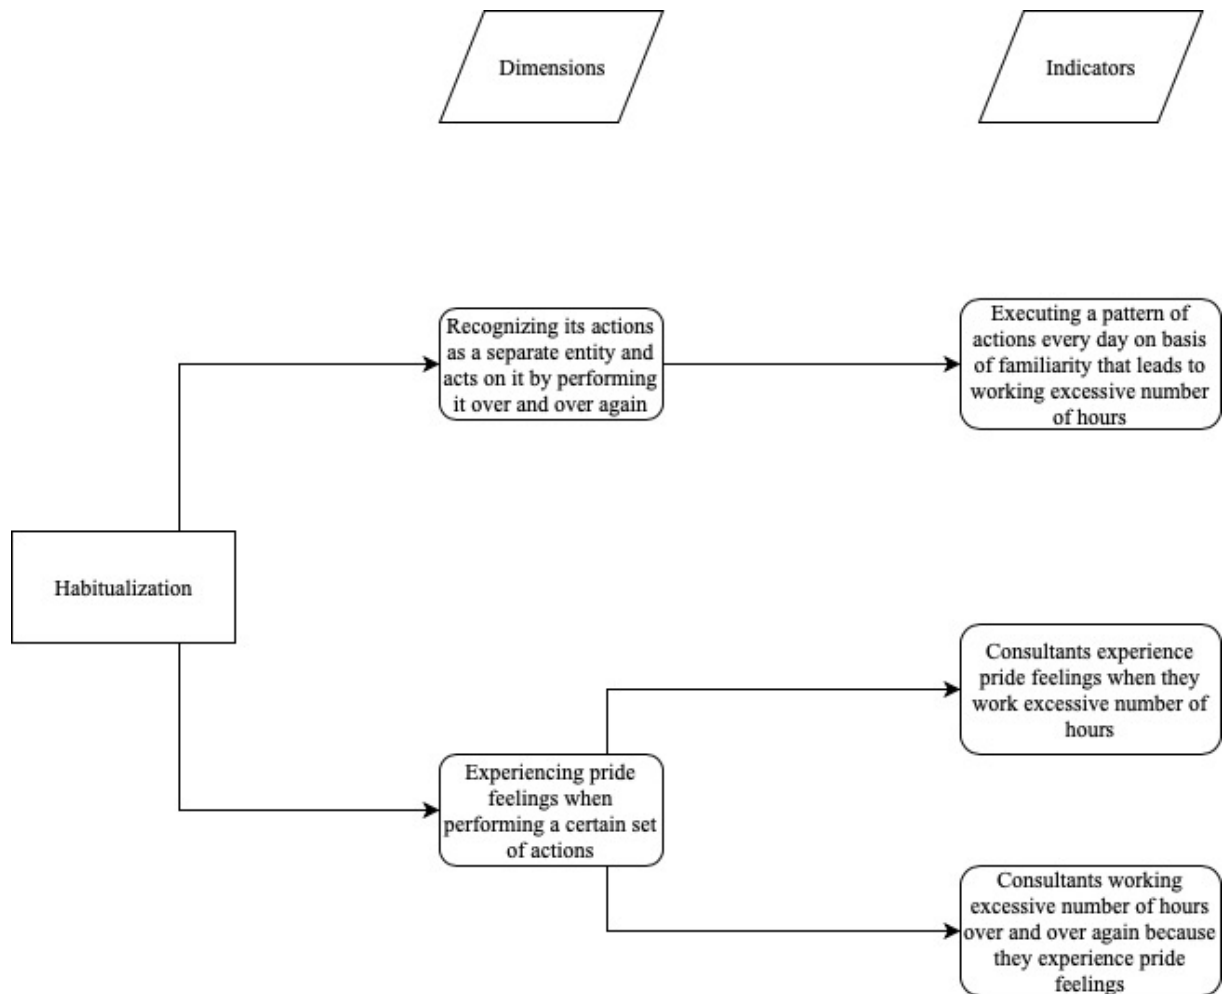 Dimensions
Indicators
Recognizing its actions
as a separate entity and
acts on it by performing
it over and over again
Executing a pattern of
actions every day on basis
of familiarity that leads to
working excessive number
of hours
Habitualization
Consultants experience
pride feelings when they
work excessive number of
hours
Experiencing pride
feelings when
performing a certain set
of actions
Consultants working
excessive number of hours
over and over again because
they experience pride
feelings